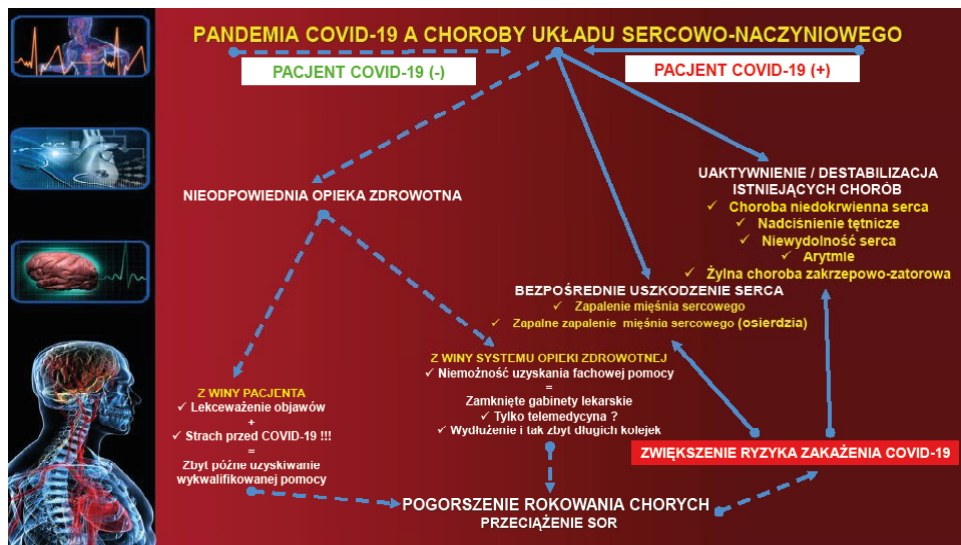 PANDEMIA COVID-19 A CHOROBY UKŁADU SERCOWO-NACZYNIOWEGO
PACJENT COVID-19 (-)
PACJENT COVID-19 (+)
NIEODPOWIEDNIA OPIEKA ZDROWOTNA
UAKTYWNIENIE / DESTABILIZACJA
ISTNIEJĄCYCH CHORÓB
✓ Choroba niedokrwienna serca
✓ Nadciśnienie tętnicze
✓ Niewydolność serca
✓ Arytmie
✓ Żylna choroba zakrzepowo-zatorowa
BEZPOŚREDNIE USZKODZENIE SERCA
✓ Zapalenie mięśnia sercowego
✓ Zapalne zapalenie mięśnia sercowego (osierdzia)
Z WINY PACJENTA
✓ Lekceważenie objawów
+
✓ Strach przed COVID-19 !!!
=
Zbyt późne uzyskiwanie
wykwalifikowanej pomocy
Z WINY SYSTEMU OPIEKI ZDROWOTNEJ
✓ Niemożność uzyskania fachowej pomocy
=
Zamknięte gabinety lekarskie
✓ Tylko telemedycyna ?
✓ Wydłużenie i tak zbyt długich kolejek
ZWIĘKSZENIE RYZYKA ZAKAŻENIA COVID-19
POGORSZENIE ROKOWANIA CHORYCH
PRZECIĄŻENIE SOR